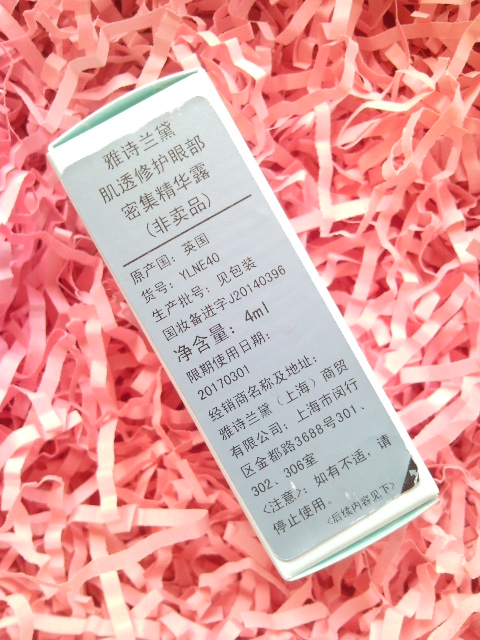 雅诗兰黛
肌透修护眼部
密集精华露
(非卖品)
原产国：英国
货号：YLNE40
生产批号：见包装
国妆备进字J20140396
净含量：4ml
限期使用日期：
20170301
经销商名称及地址：
雅诗兰黛（上海）商贸
有限公司：上海市闵行
区金都路3688号301、
302、306室
〈注意〉：如有不适，请
停止使用。
〈后续内容见下〉